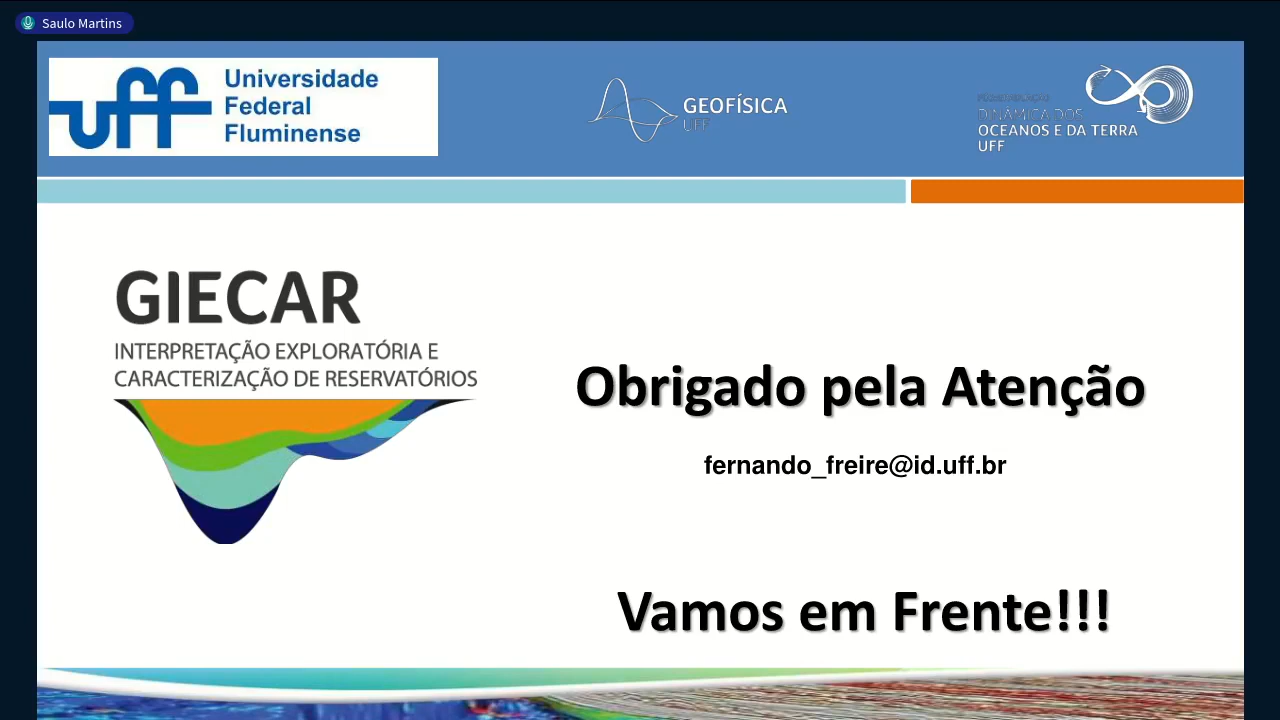 Saulo Martins
uff
Universidade
Federal
Fluminense
GEOFÍSICA
UFF
DINÂMICA DOS
OCEANOS E DA TERRA
UFF
GIECAR
INTERPRETAÇÃO EXPLORATÓRIA E
CARACTERIZAÇÃO DE RESERVATÓRIOS
Obrigado pela Atenção
fernando_freire@id.uff.br
Vamos em Frente!!!